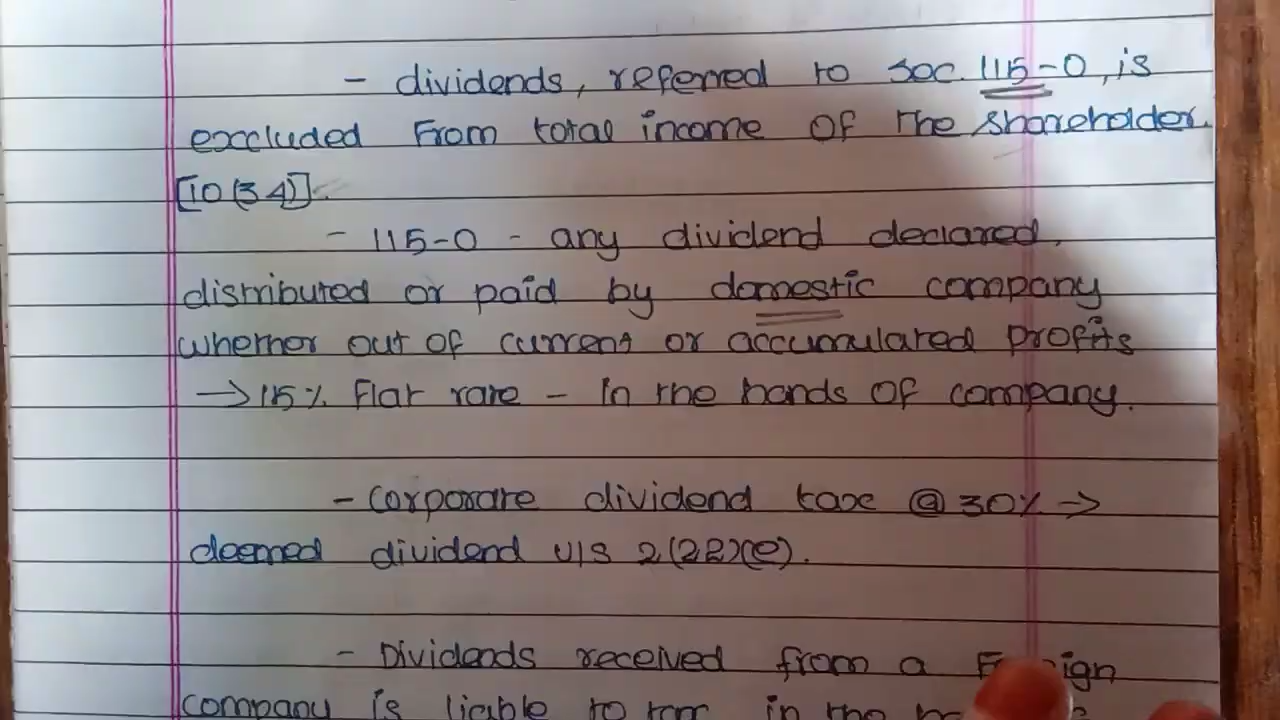 - dividends, referred to Sec. 115-O, is
excluded from total income of the shareholder.
[10(34)].
- 115-O - any dividend declared,
distributed or paid by domestic company
whether out of current or accumulated profits
→ 15% Flat rate - In the hands of company.
- Corporate dividend tax @ 30% →
deemed dividend u/s 2(22)(e).
- Dividends received from a
company is liable to tax in the